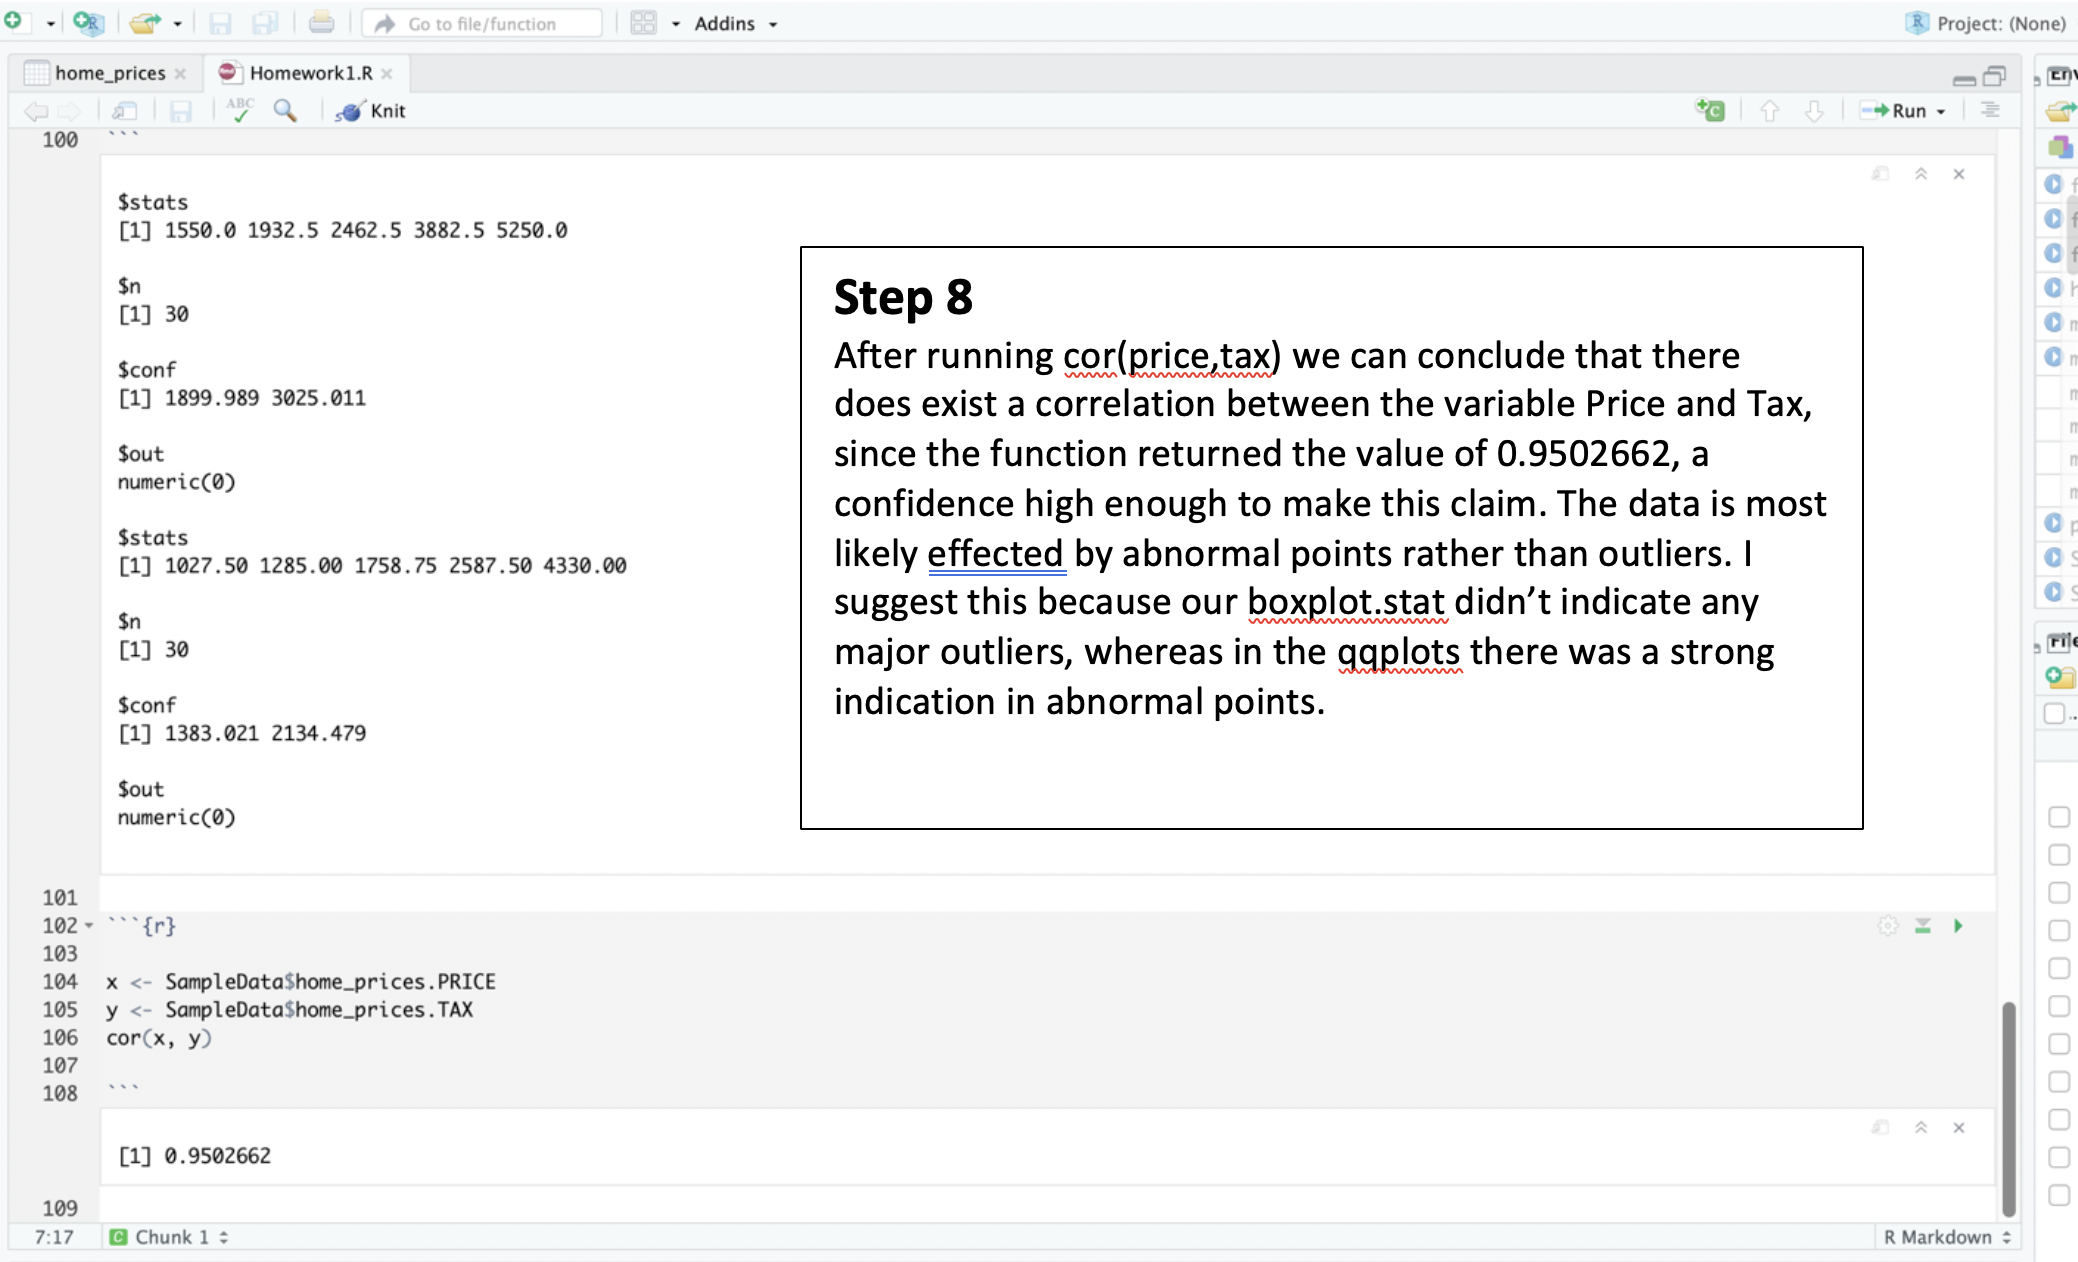 Go to file/function
Addins
Project: (None)
home_prices
Homework1.R
ABC
Knit
Run
100 ```
$stats
[1] 1550.0 1932.5 2462.5 3882.5 5250.0
$n
[1] 30
$conf
[1] 1899.989 3025.011
$out
numeric(0)
$stats
[1] 1027.50 1285.00 1758.75 2587.50 4330.00
$n
[1] 30
$conf
[1] 1383.021 2134.479
$out
numeric(0)
Step 8
After running cor(price,tax) we can conclude that there
does exist a correlation between the variable Price and Tax,
since the function returned the value of 0.9502662, a
confidence high enough to make this claim. The data is most
likely effected by abnormal points rather than outliers. I
suggest this because our boxplot.stat didn’t indicate any
major outliers, whereas in the qqplots there was a strong
indication in abnormal points.
101
102 ```{r}
103
104 x <- SampleData$home_prices.PRICE
105 y <- SampleData$home_prices.TAX
106 cor(x, y)
107
108 ```
[1] 0.9502662
109
7:17 C Chunk 1
R Markdown